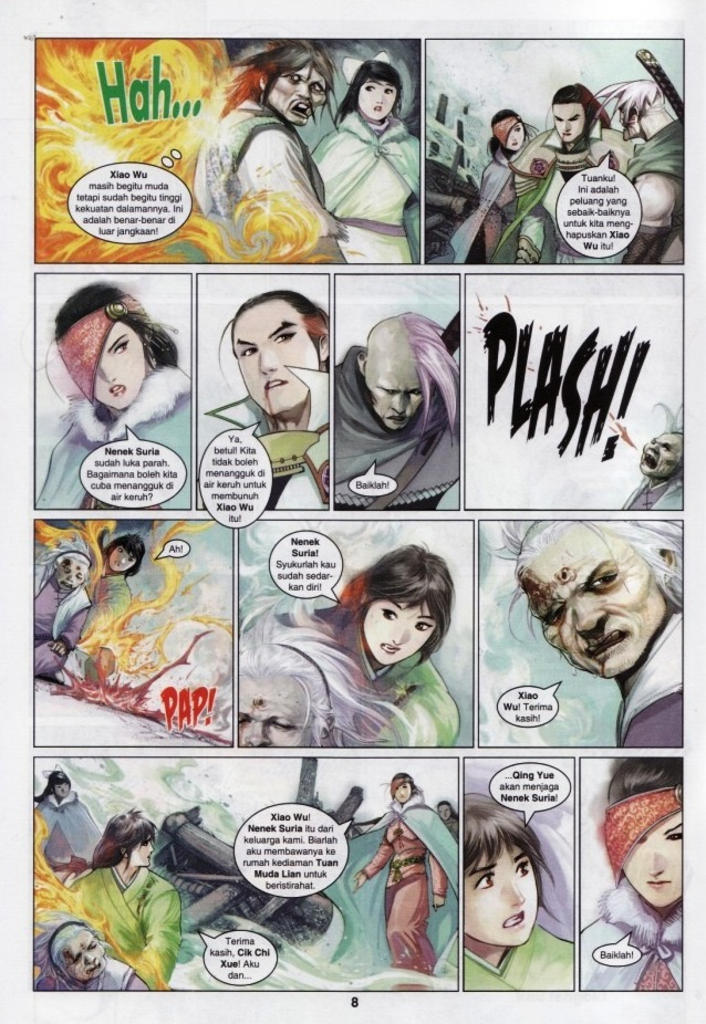 Hah...
Xiao Wu
masih begitu muda
tetapi sudah begitu tinggi
kekuatan dalamannya. Ini
adalah benar-benar di
luar jangkaan!
Tuanku!
Ini adalah
peluang yang
sebaik-baiknya
untuk kita meng-
hapuskan Xiao
Wu itu!
Nenek Suria
sudah luka parah.
Bagaimana boleh kita
cuba menangguk di
air keruh?
Ya,
betul! Kita
tidak boleh
menangguk di
air keruh untuk
membunuh
Xiao Wu
itu!
Baiklah!
PLASH!
Ah!
PAP!
Nenek
Suria!
Syukurlah kau
sudah sedar-
kan diri!
Xiao
Wu! Terima
kasih!
Xiao Wu!
Nenek Suria itu dari
keluarga kami. Biarlah
aku membawanya ke
rumah kediaman Tuan
Muda Lian untuk
beristirahat.
Terima
kasih, Cik Chi
Xue! Aku
dan...
...Qing Yue
akan menjaga
Nenek Suria!
Baiklah!
8